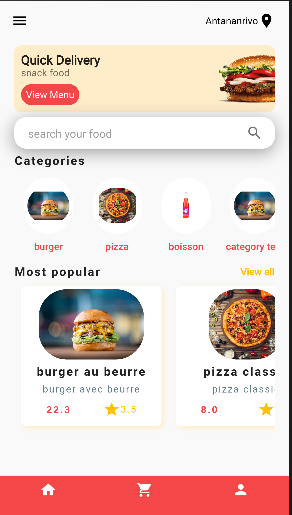 Antananrivo
Quick Delivery
snack food
View Menu
search your food
Categories
burger pizza boisson category te
Most popular View all
burger au beurre pizza class
burger avec beurre pizza classi
22.3 3.5 8.0